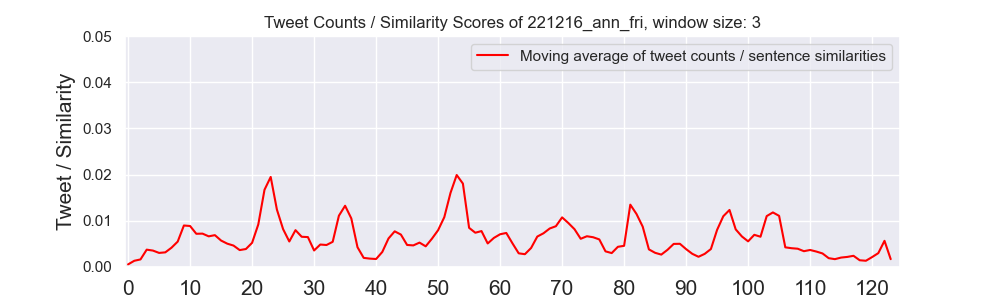 Tweet Counts / Similarity Scores of 221216_ann_fri, window size: 3
Moving average of tweet counts / sentence similarities
Tweet / Similarity
0.05
0.04
0.03
0.02
0.01
0.00
0 10 20 30 40 50 60 70 80 90 100 110 120